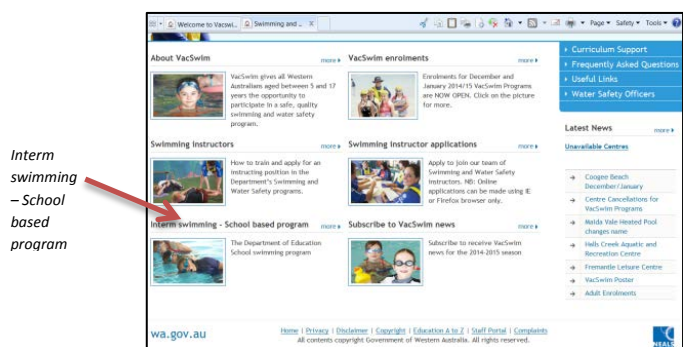 Welcome to Vacswi...
Swimming and ...
X
Page
Safety
Tools
About VacSwim
more
VacSwim gives all Western
Australians aged between 5 and 17
years the opportunity to
participate in a safe, quality
swimming and water safety
program.
VacSwim enrolments
more
Enrolments for December and
January 2014/15 VacSwim Programs
are NOW OPEN. Click on the picture
for more.
Swimming Instructors
more
How to train and apply for an
instructing position in the
Department's Swimming and
Water Safety programs.
Swimming Instructor applications
more
Apply to join our team of
Swimming and Water Safety
Instructors. NB: Online
applications can be made using IE
or Firefox browser only.
Interm swimming - School based program
more
The Department of Education
School swimming program
Subscribe to VacSwim news
more
Subscribe to receive VacSwim
news for the 2014-2015 season
Curriculum Support
Frequently Asked Questions
Useful Links
Water Safety Officers
Latest News
more
Unavailable Centres
Coogee Beach
December/January
Centre Cancellations for
VacSwim Programs
Maida Vale Heated Pool
changes name
Halls Creek Aquatic and
Recreation Centre
Fremantle Leisure Centre
VacSwim Poster
Adult Enrolments
Interm
swimming
– School
based
program
wa.gov.au
Home | Privacy | Disclaimer | Copyright | Education A to Z | Staff Portal | Complaints
All contents copyright Government of Western Australia. All rights reserved.
NEALS